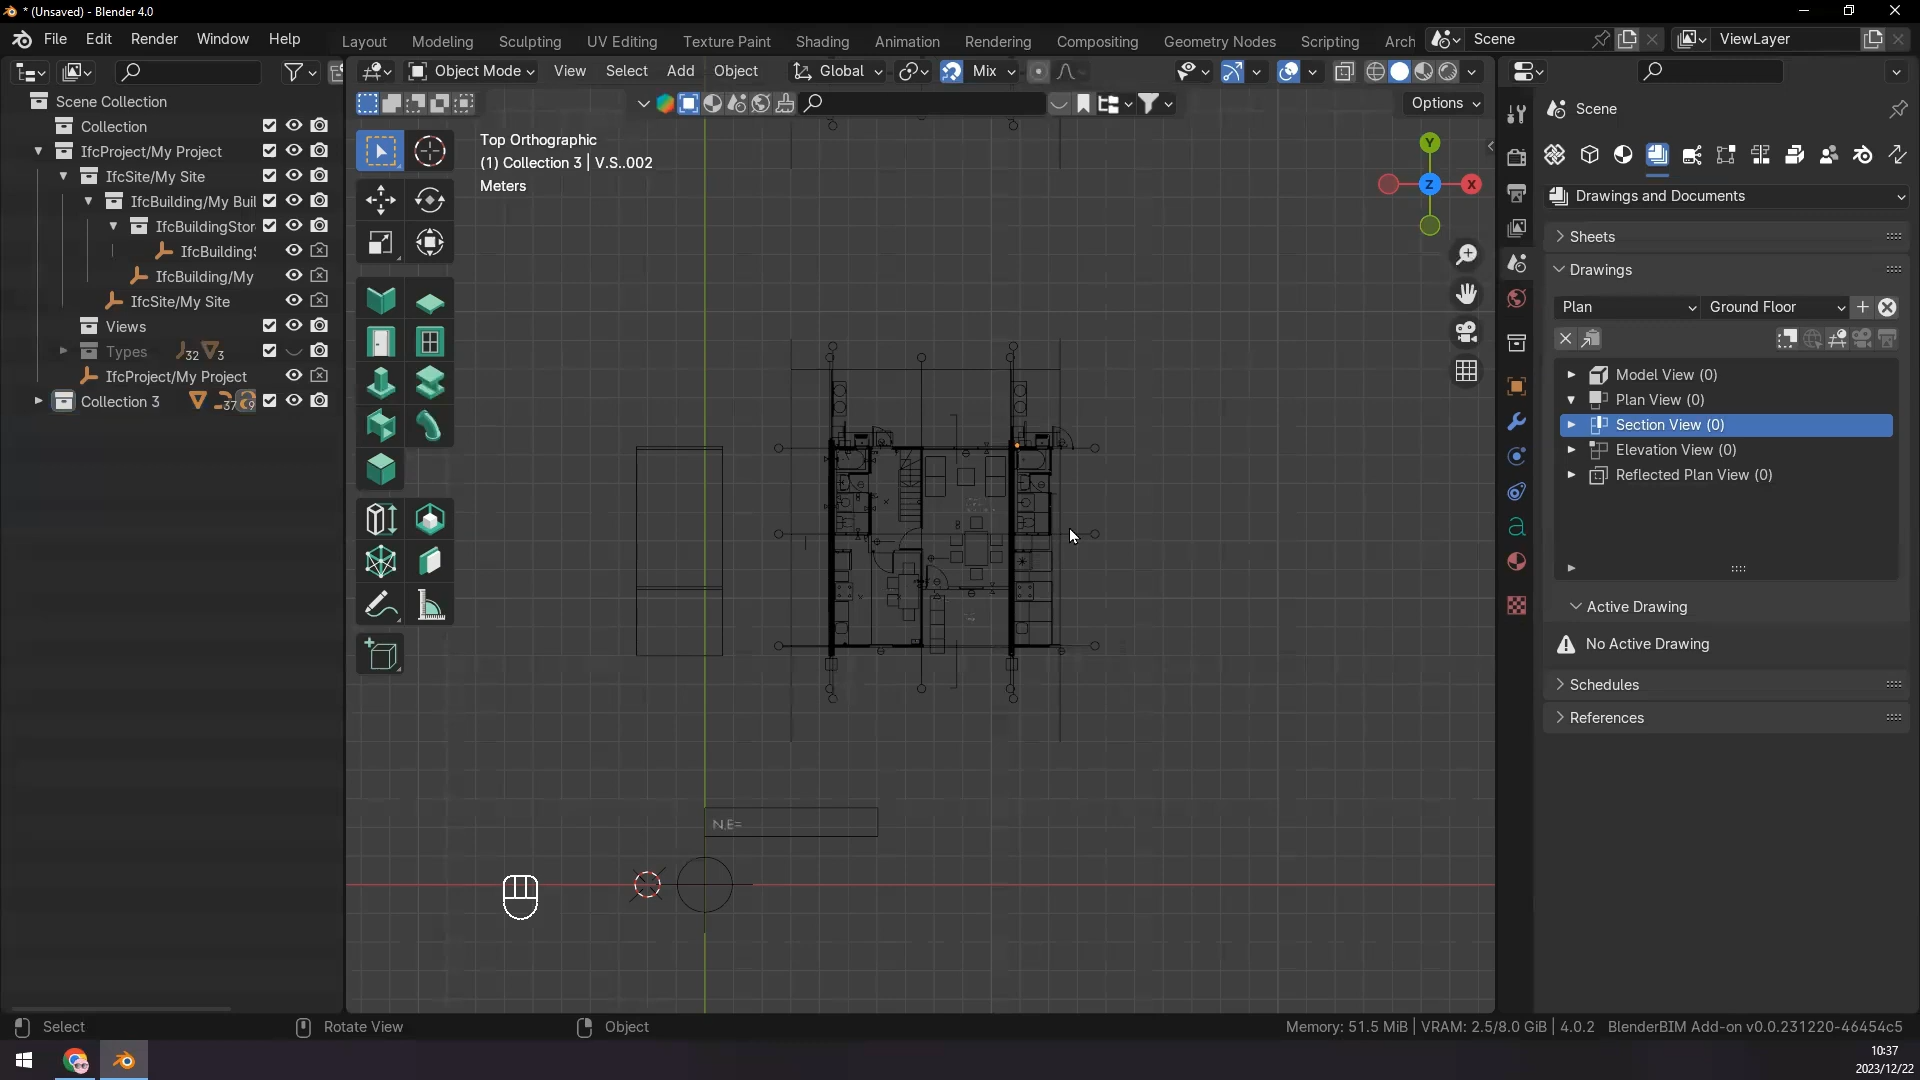 * (Unsaved) - Blender 4.0
File Edit Render Window Help
Layout Modeling Sculpting UV Editing Texture Paint Shading Animation Rendering Compositing Geometry Nodes Scripting Arch
Scene
ViewLayer
Object Mode View Select Add Object Global Mix
Options
Scene Collection
Collection
IfcProject/My Project
IfcSite/My Site
IfcBuilding/My Buil
IfcBuildingStor
IfcBuildingS
IfcBuilding/My
IfcSite/My Site
Views
Types 32 3
IfcProject/My Project
Collection 3 37 9
Top Orthographic
(1) Collection 3 | V.S..002
Meters
Y
Z
X
N.E=
Scene
Drawings and Documents
Sheets
Drawings
Plan Ground Floor
Model View (0)
Plan View (0)
Section View (0)
Elevation View (0)
Reflected Plan View (0)
Active Drawing
No Active Drawing
Schedules
References
Select Rotate View Object
Memory: 51.5 MiB | VRAM: 2.5/8.0 GiB | 4.0.2 BlenderBIM Add-on v0.0.231220-46454c5
10:37
2023/12/22